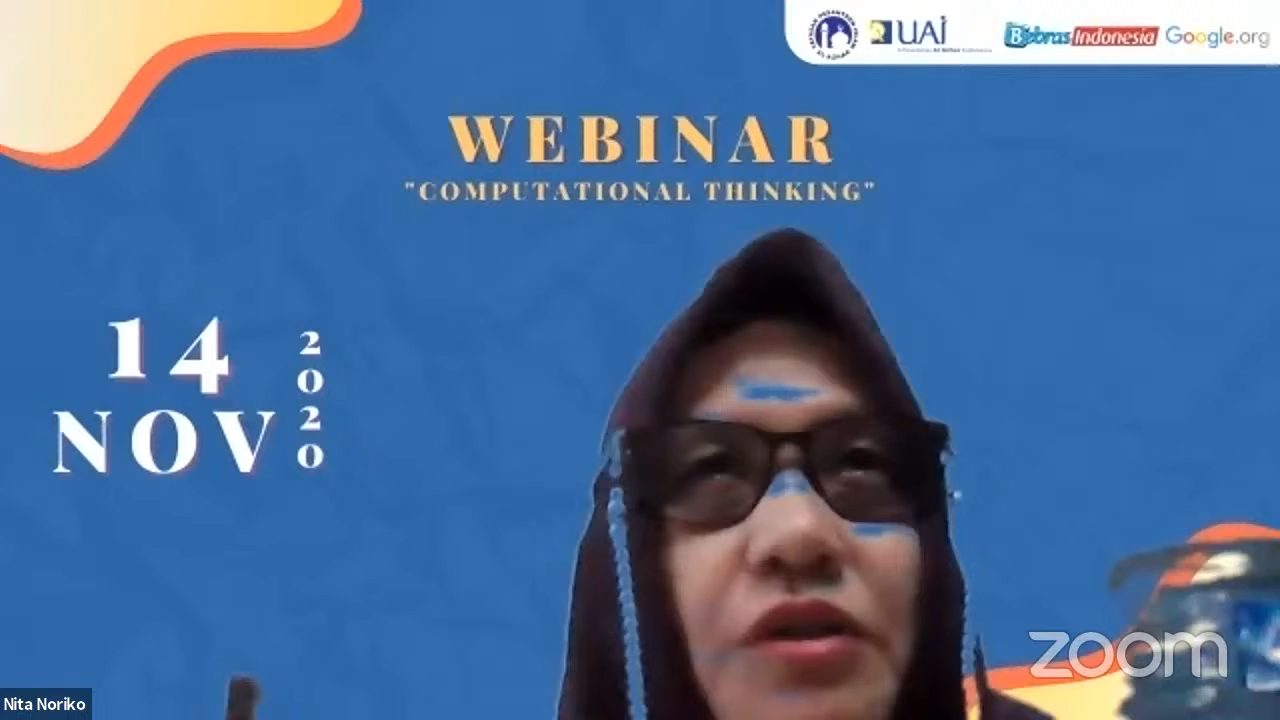 UAI
Bebras Indonesia Google.org
WEBINAR
"COMPUTATIONAL THINKING"
14
NOV
2020
zoom
Nita Noriko